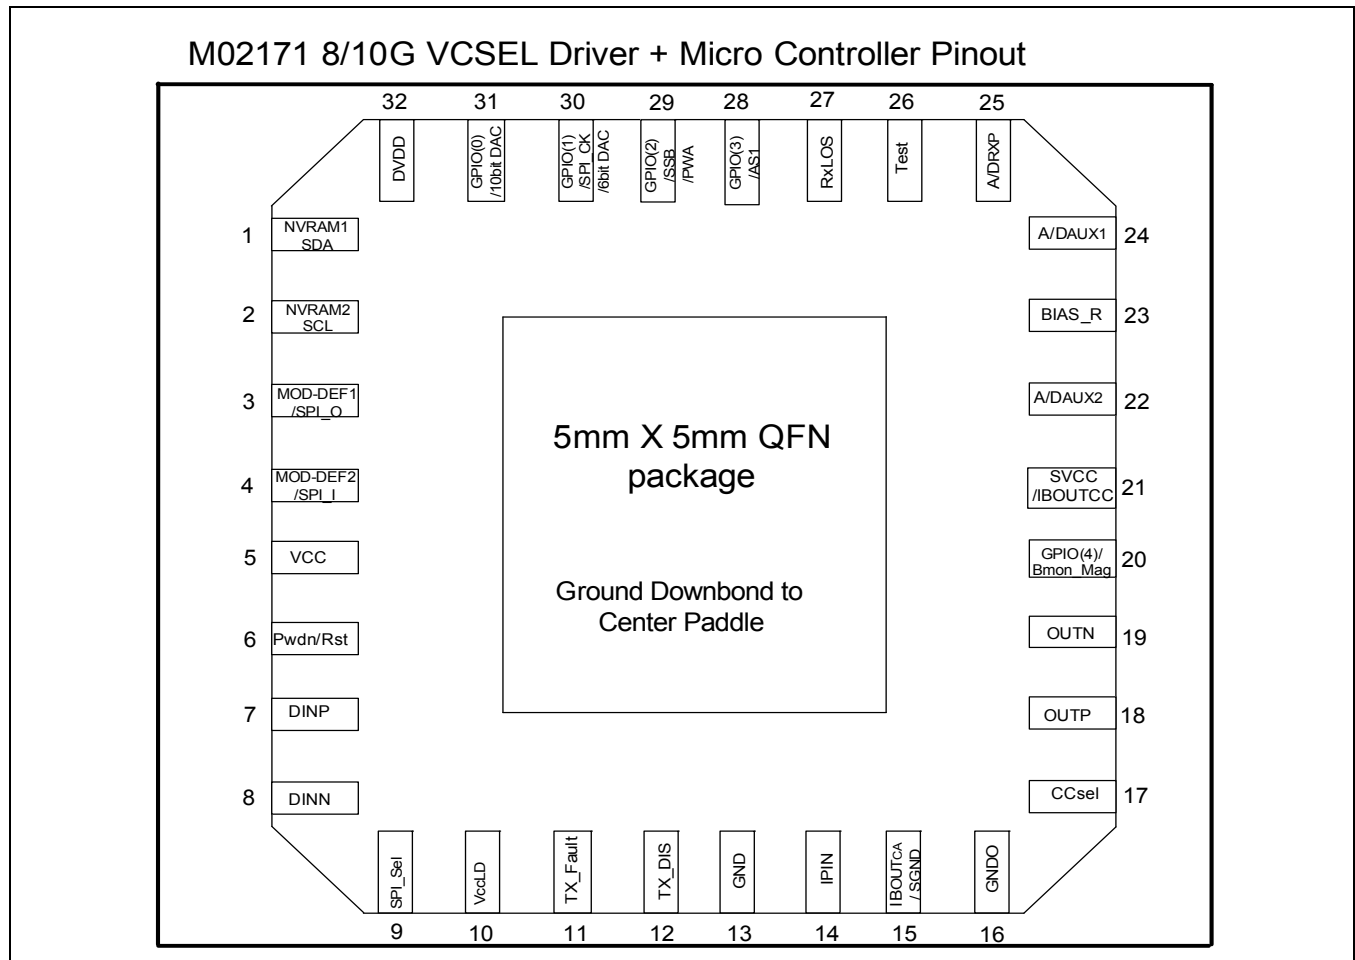 M02171 8/10G VCSEL Driver + Micro Controller Pinout
32 31 30 29 28 27 26 25
DVDD
GPIO(0)
/10bit DAC
GPIO(1)
/SPI_CK
/6bit DAC
GPIO(2)
/SSB
/PWA
GPIO(3)
/AS1
RxLOS
Test
A/DRXP
1
NVRAM1
SDA
2
NVRAM2
SCL
3
MOD-DEF1
/SPI_O
4
MOD-DEF2
/SPI_I
5
VCC
6
Pwdn/Rst
7
DINP
8
DINN
5mm X 5mm QFN
package
Ground Downbond to
Center Paddle
A/DAUX1
24
BIAS_R
23
A/DAUX2
22
SVCC
/IBOUTCC
21
GPIO(4)/
Bmon_Mag
20
OUTN
19
OUTP
18
CCsel
17
SPI_Sel
VccLD
TX_Fault
TX_DIS
GND
IPIN
IBOUTCA
/ SGND
GNDO
9 10 11 12 13 14 15 16